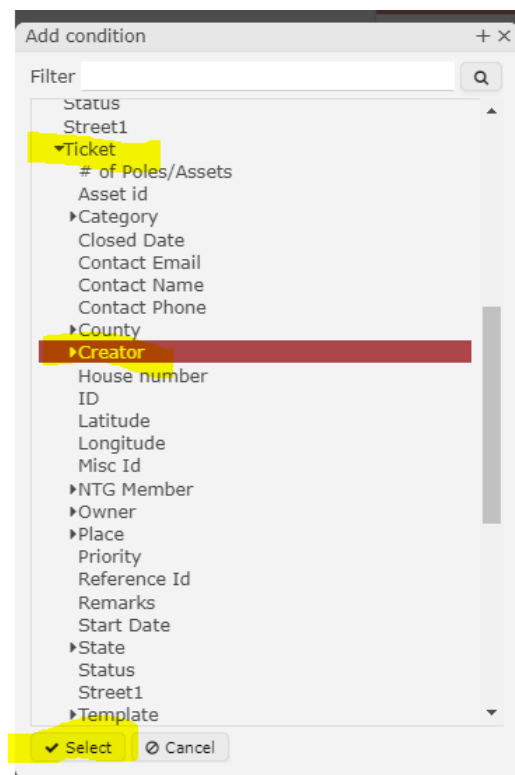 Add condition
Filter
Status
Street1
Ticket
# of Poles/Assets
Asset id
Category
Closed Date
Contact Email
Contact Name
Contact Phone
County
Creator
House number
ID
Latitude
Longitude
Misc Id
NTG Member
Owner
Place
Priority
Reference Id
Remarks
Start Date
State
Status
Street1
Template
Select Cancel